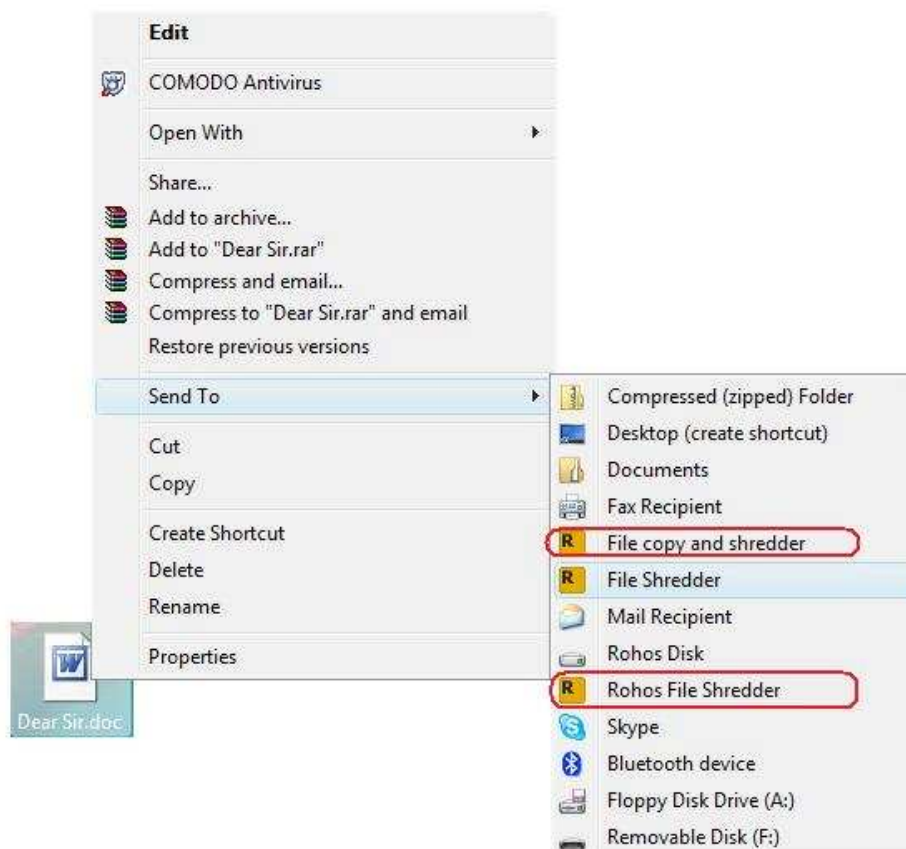 Edit
COMODO Antivirus
Open With
Share...
Add to archive...
Add to "Dear Sir.rar"
Compress and email...
Compress to "Dear Sir.rar" and email
Restore previous versions
Send To
Cut
Copy
Create Shortcut
Delete
Rename
Properties
Dear Sir.doc
Compressed (zipped) Folder
Desktop (create shortcut)
Documents
Fax Recipient
File copy and shredder
File Shredder
Mail Recipient
Rohos Disk
Rohos File Shredder
Skype
Bluetooth device
Floppy Disk Drive (A:)
Removable Disk (F:)